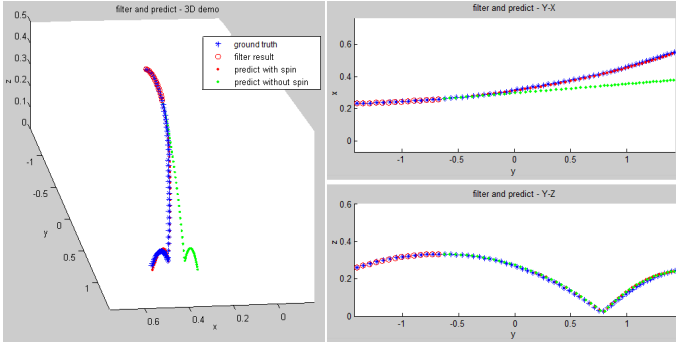 filter and predict - 3D demo
ground truth
filter result
predict with spin
predict without spin
0.5
0.4
0.3
0.2
0.1
0
z
-1
-0.5
0
0.5
1
y
0.6
0.4
0.2
0
x
filter and predict - Y-X
0.6
0.4
0.2
0
x
-1
-0.5
0
0.5
1
y
filter and predict - Y-Z
0.6
0.4
0.2
0
z
-1
-0.5
0
0.5
1
y